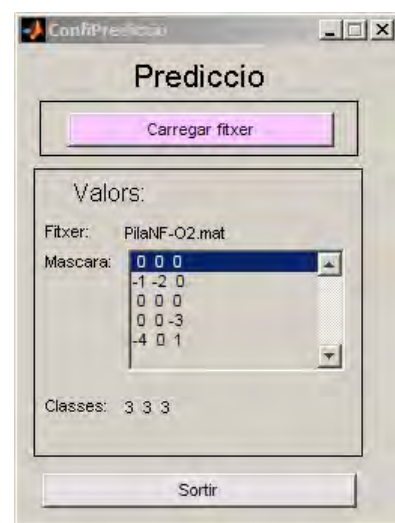 ConfiPrediccio
Prediccio
Carregar fitxer
Valors:
Fitxer: PilaNF-O2.mat
Mascara: 0 0 0
-1 -2 0
0 0 0
0 0 -3
-4 0 1
Classes: 3 3 3
Sortir